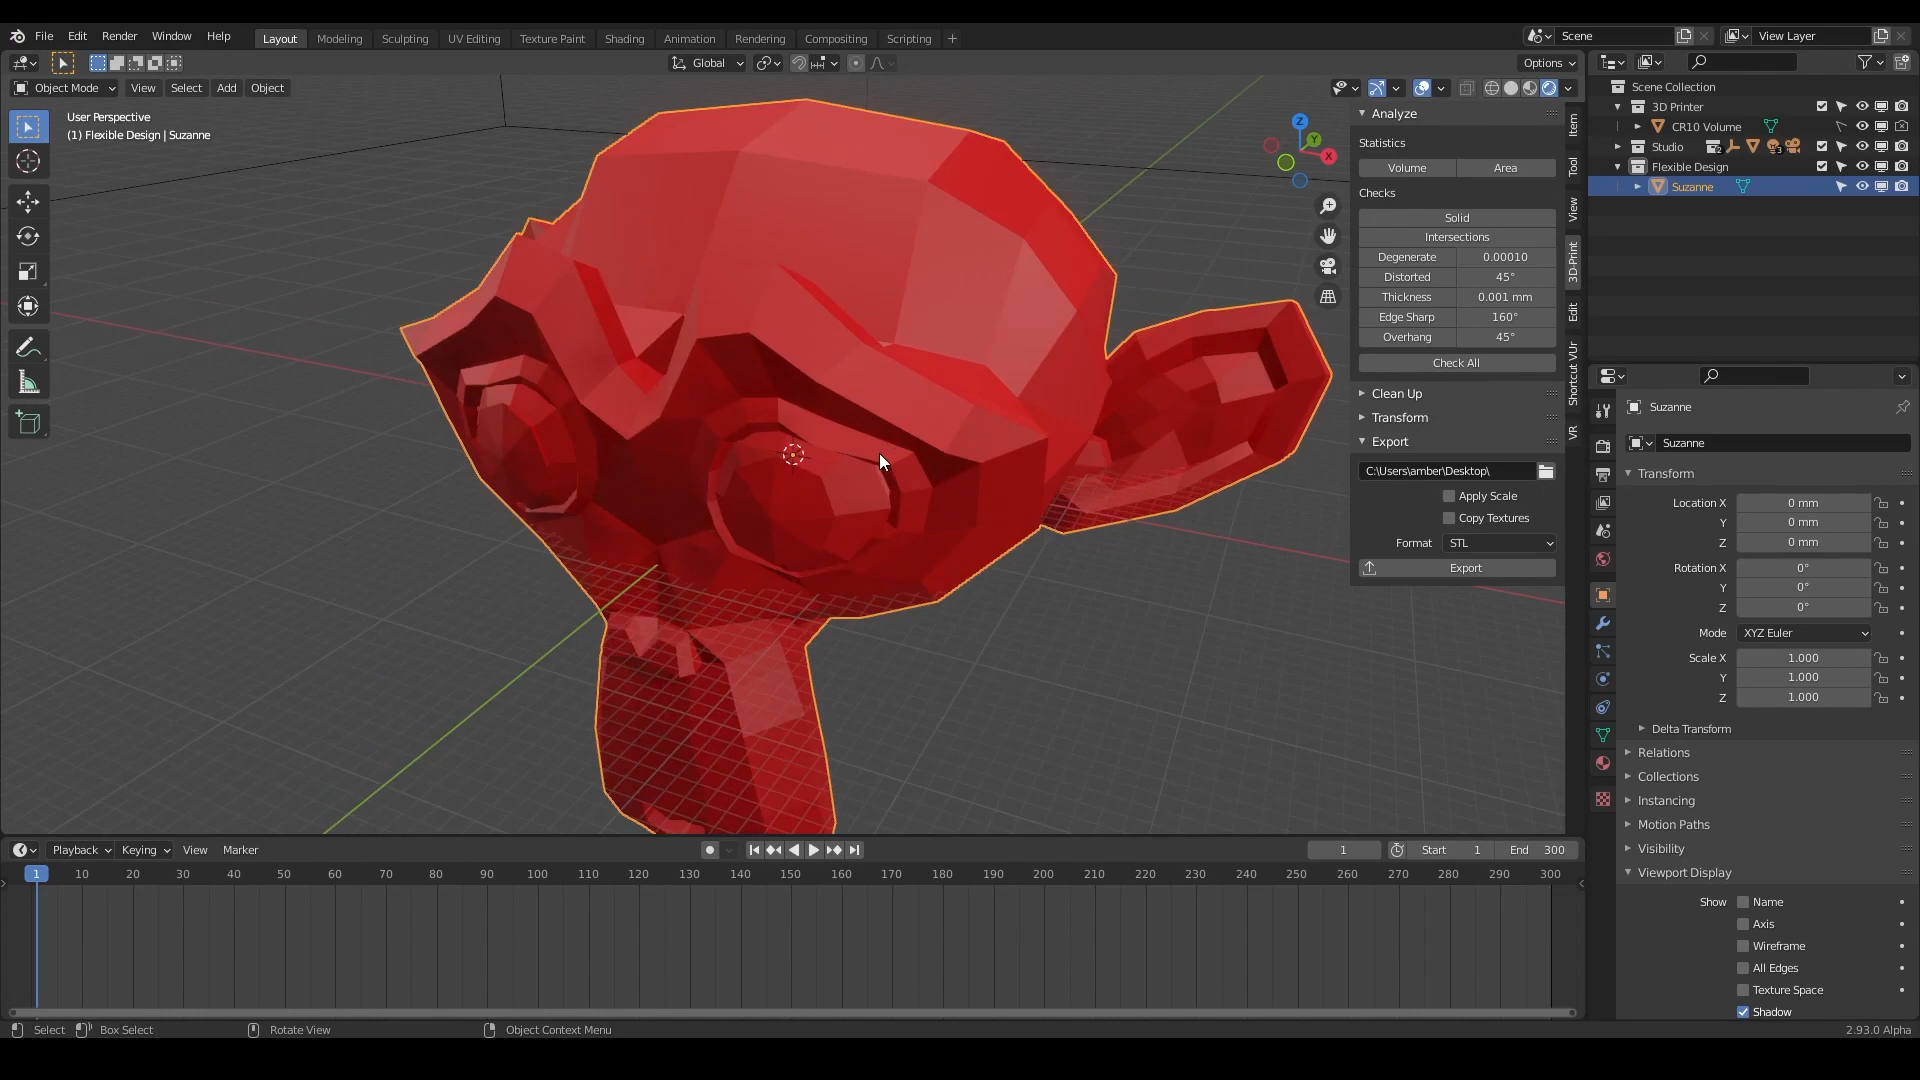 File Edit Render Window Help Layout Modeling Sculpting UV Editing Texture Paint Shading Animation Rendering Compositing Scripting + Scene View Layer
Global Options
Object Mode View Select Add Object
User Perspective
(1) Flexible Design | Suzanne
Z
Y
X
Analyze
Statistics
Volume Area
Checks
Solid
Intersections
Degenerate 0.00010
Distorted 45°
Thickness 0.001 mm
Edge Sharp 160°
Overhang 45°
Check All
Clean Up
Transform
Export
C:\Users\amber\Desktop\
Apply Scale
Copy Textures
Format STL
Export
Item
Tool
View
3D-Print
Edit
Shortcut VUr
VR
Scene Collection
3D Printer
CR10 Volume
Studio 2 3
Flexible Design
Suzanne
Suzanne
Suzanne
Transform
Location X 0 mm
Y 0 mm
Z 0 mm
Rotation X 0°
Y 0°
Z 0°
Mode XYZ Euler
Scale X 1.000
Y 1.000
Z 1.000
Delta Transform
Relations
Collections
Instancing
Motion Paths
Visibility
Viewport Display
Show Name
Axis
Wireframe
All Edges
Texture Space
Shadow
Playback Keying View Marker 1 Start 1 End 300
1 10 20 30 40 50 60 70 80 90 100 110 120 130 140 150 160 170 180 190 200 210 220 230 240 250 260 270 280 290 300
Select Box Select Rotate View Object Context Menu 2.93.0 Alpha